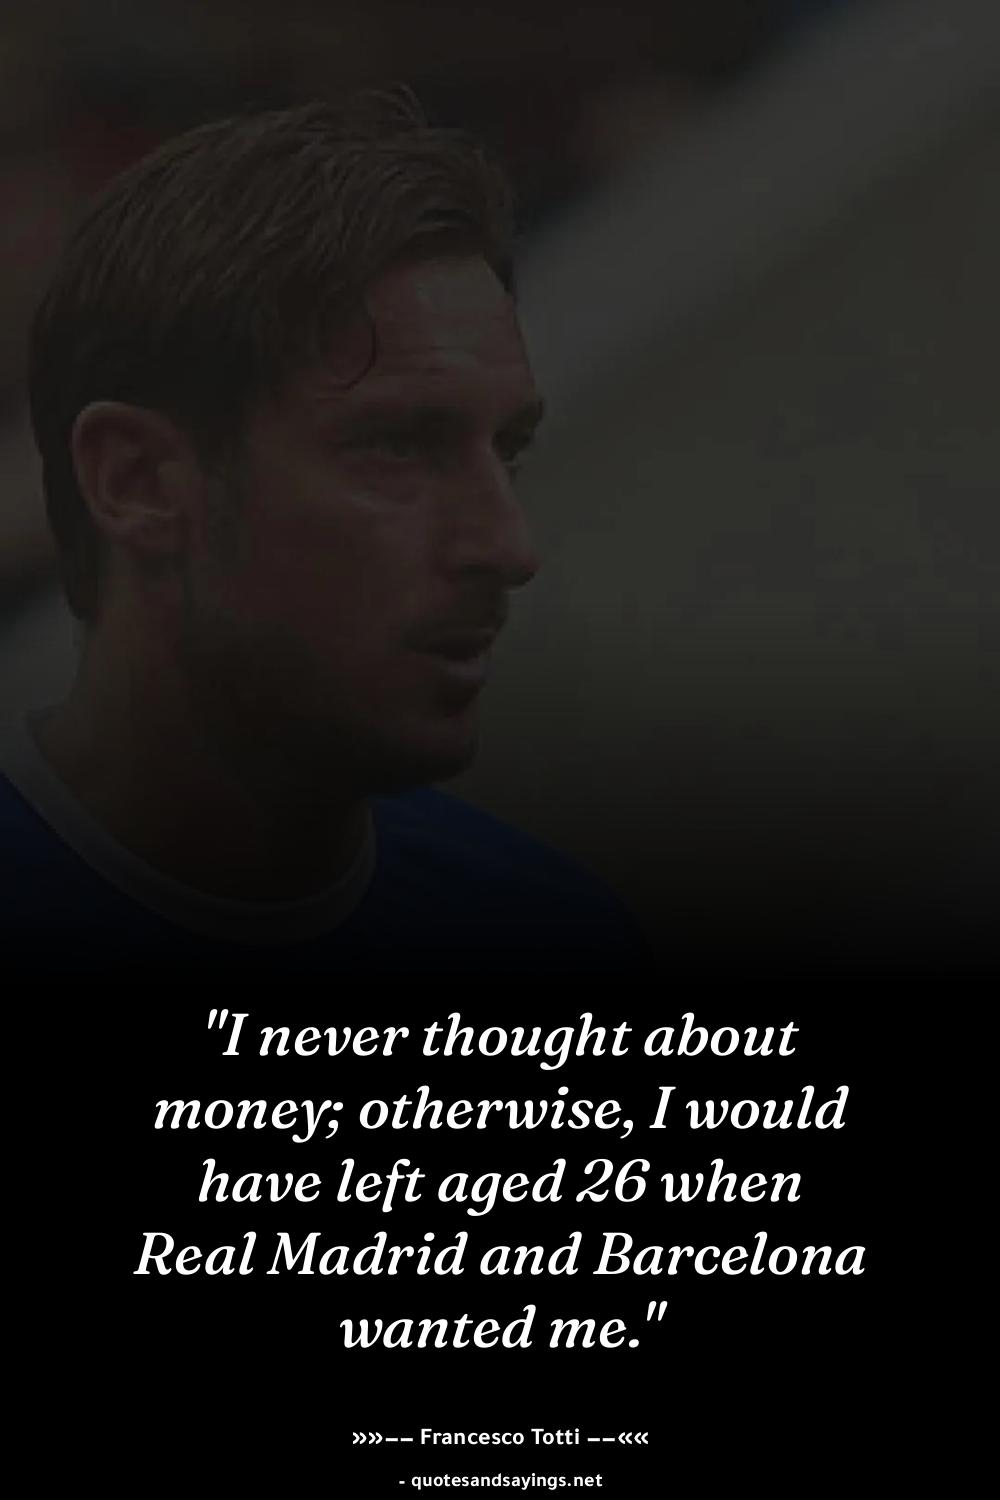 "I never thought about
money; otherwise, I would
have left aged 26 when
Real Madrid and Barcelona
wanted me."
»»−− Francesco Totti −−««
- quotesandsayings.net